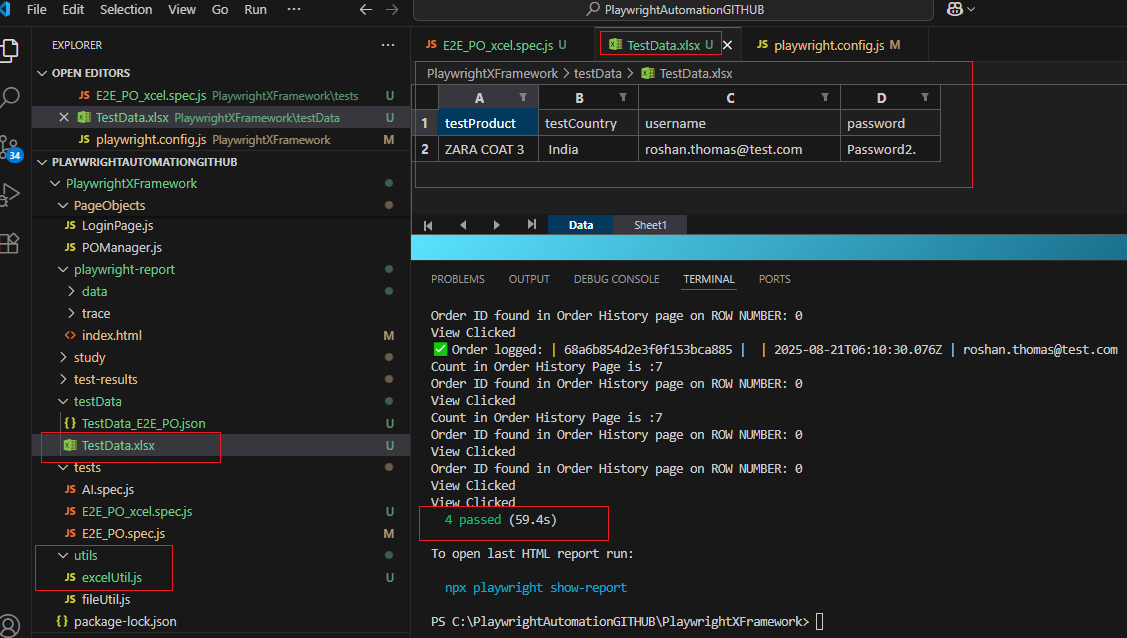 File Edit Selection View Go Run ··· ← → PlaywrightAutomationGITHUB
EXPLORER ···
OPEN EDITORS
JS E2E_PO_xcel.spec.js PlaywrightXFramework\tests U
× TestData.xlsx PlaywrightXFramework\testData U
JS playwright.config.js PlaywrightXFramework M
34
PLAYWRIGHTAUTOMATIONGITHUB
PlaywrightXFramework
PageObjects
JS LoginPage.js
JS POManager.js
playwright-report
data
trace
<> index.html M
study
test-results
testData
{} TestData_E2E_PO.json U
TestData.xlsx U
tests
JS AI.spec.js
JS E2E_PO_xcel.spec.js U
JS E2E_PO.spec.js M
utils
JS excelUtil.js U
JS fileUtil.js
{} package-lock.json
JS E2E_PO_xcel.spec.js U
TestData.xlsx U ×
JS playwright.config.js M
PlaywrightXFramework > testData > TestData.xlsx
A B C D
1 testProduct testCountry username password
2 ZARA COAT 3 India roshan.thomas@test.com Password2.
Data Sheet1
PROBLEMS OUTPUT DEBUG CONSOLE TERMINAL PORTS
Order ID found in Order History page on ROW NUMBER: 0
View Clicked
✅ Order logged: | 68a6b854d2e3f0f153bca885 | | 2025-08-21T06:10:30.076Z | roshan.thomas@test.com
Count in Order History Page is :7
Order ID found in Order History page on ROW NUMBER: 0
View Clicked
Count in Order History Page is :7
Order ID found in Order History page on ROW NUMBER: 0
View Clicked
Order ID found in Order History page on ROW NUMBER: 0
View Clicked
View Clicked
4 passed (59.4s)
To open last HTML report run:
npx playwright show-report
PS C:\PlaywrightAutomationGITHUB\PlaywrightXFramework>